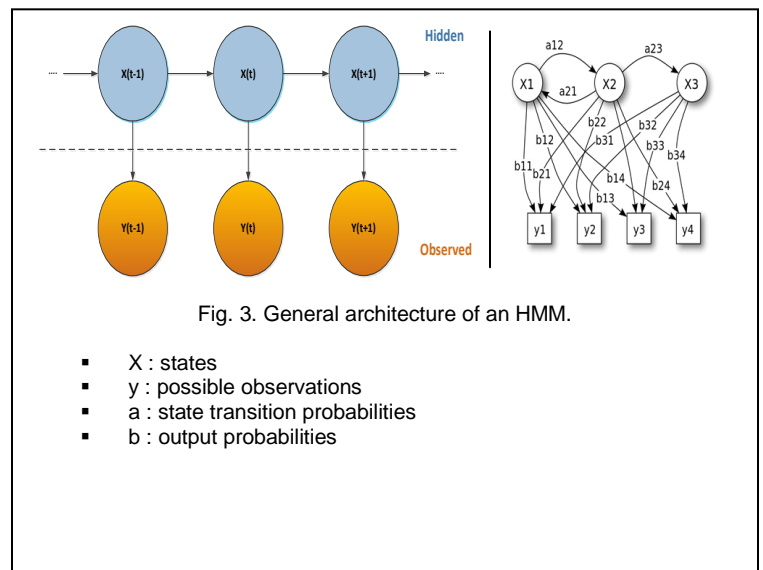 Hidden
.... X(t-1) X(t) X(t+1) ....
Y(t-1) Y(t) Y(t+1)
Observed
a12 a23
X1 X2 X3
a21
b22 b32
b12 b31 b33
b11 b21 b14 b34
b13 b24
y1 y2 y3 y4
Fig. 3. General architecture of an HMM.
▪ X : states
▪ y : possible observations
▪ a : state transition probabilities
▪ b : output probabilities